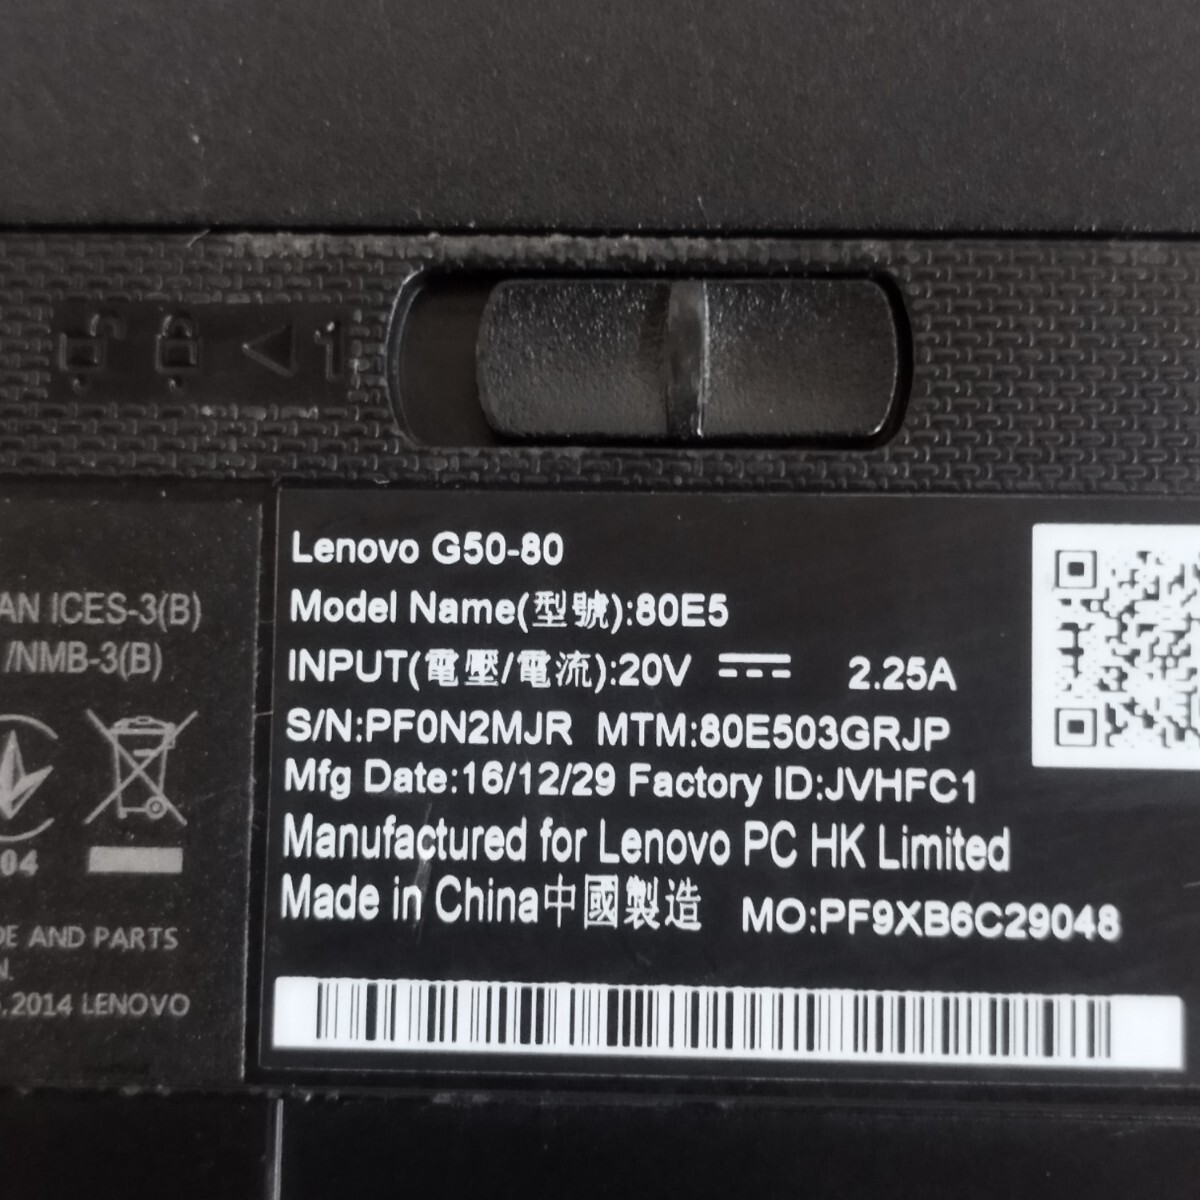 1
Lenovo G50-80
Model Name(型號):80E5
INPUT(電壓/電流):20V ⎓ 2.25A
S/N:PF0N2MJR MTM:80E503GRJP
Mfg Date:16/12/29 Factory ID:JVHFC1
Manufactured for Lenovo PC HK Limited
Made in China中國製造 MO:PF9XB6C29048
ICES-3(B)
/NMB-3(B)
04
AND PARTS
.2014 LENOVO